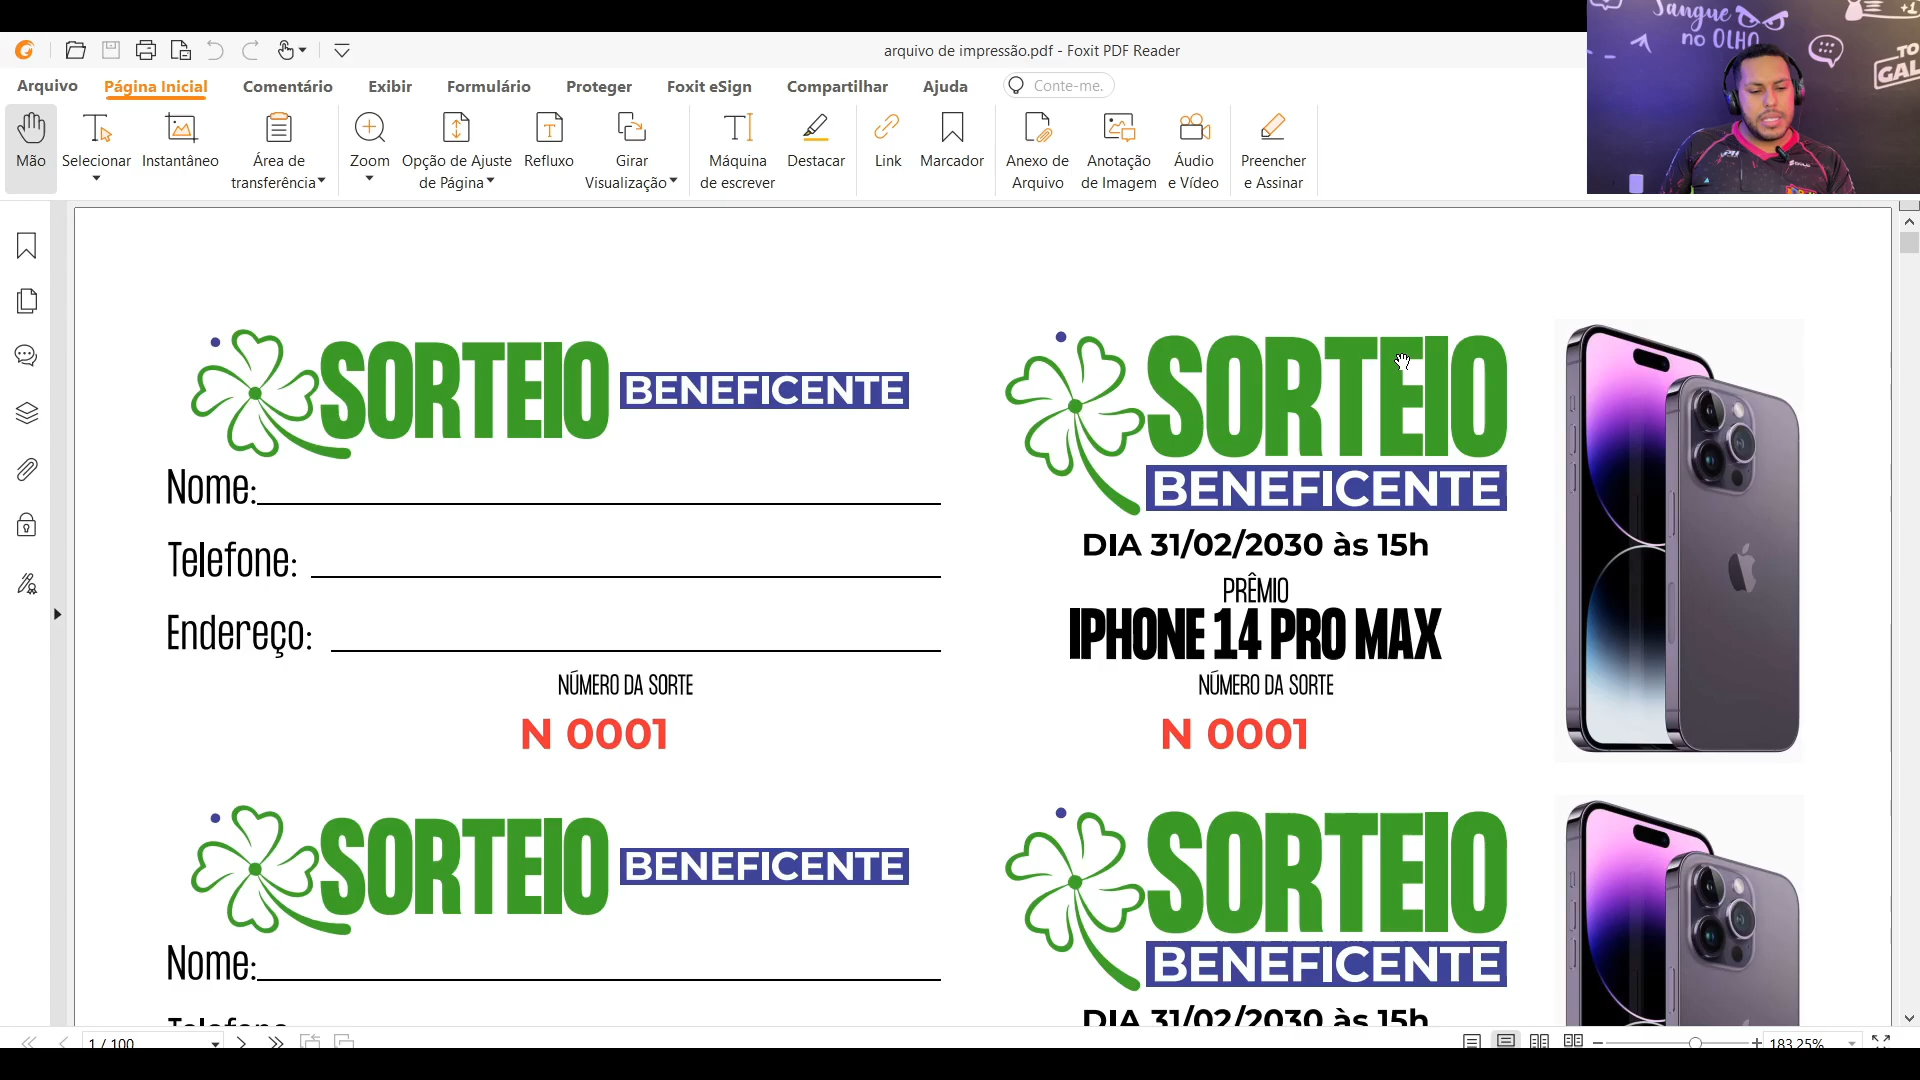 arquivo de impressão.pdf - Foxit PDF Reader
Sangue
no OLHO
+1
Arquivo Página Inicial Comentário Exibir Formulário Proteger Foxit eSign Compartilhar Ajuda Conte-me.
Mão Selecionar Instantâneo Área de transferência Zoom Opção de Ajuste de Página Refluxo Girar Visualização Máquina de escrever Destacar Link Marcador Anexo de Arquivo Anotação de Imagem Áudio e Vídeo Preencher e Assinar
SORTEIO BENEFICENTE
Nome:
Telefone:
Endereço:
NÚMERO DA SORTE
N 0001
SORTEIO
BENEFICENTE
DIA 31/02/2030 às 15h
PRÊMIO
IPHONE 14 PRO MAX
NÚMERO DA SORTE
N 0001
SORTEIO BENEFICENTE
Nome:
Telefone:
SORTEIO
BENEFICENTE
DIA 31/02/2030 às 15h
1 / 100
183.25%